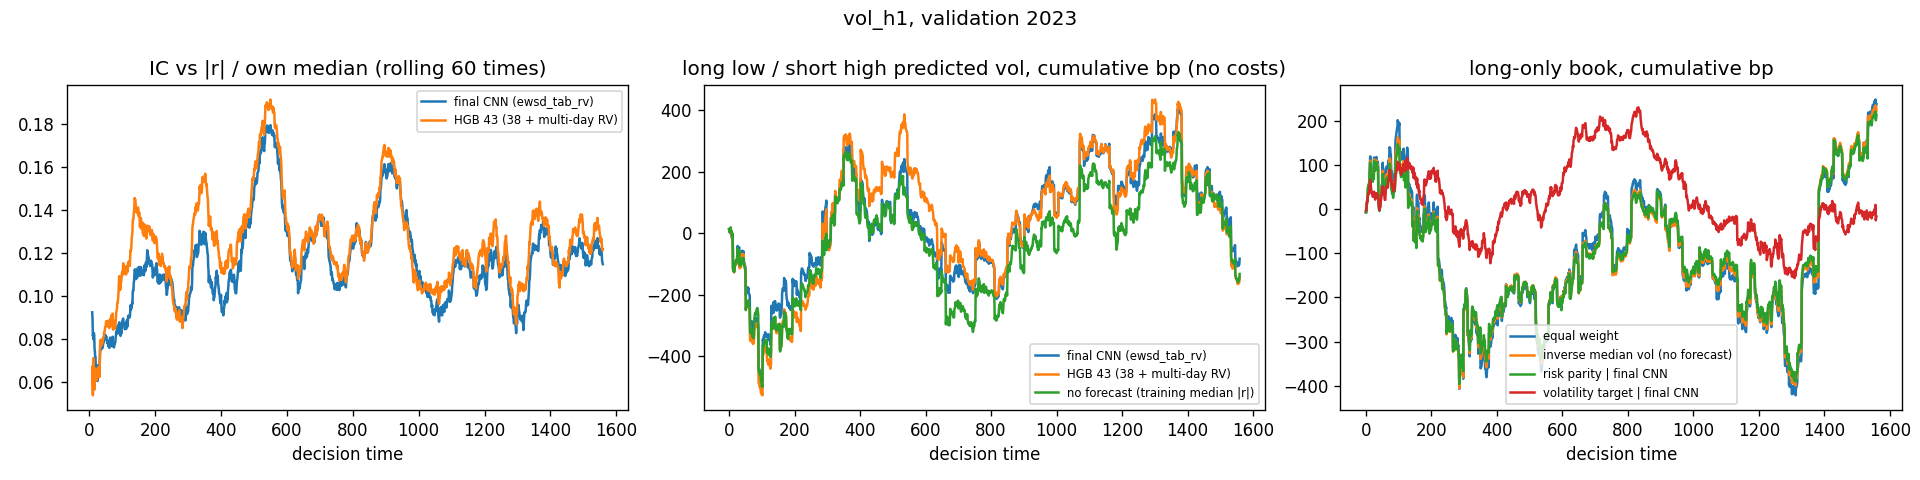 vol_h1, validation 2023
IC vs |r| / own median (rolling 60 times)
final CNN (ewsd_tab_rv)
HGB 43 (38 + multi-day RV)
0.18
0.16
0.14
0.12
0.10
0.08
0.06
0 200 400 600 800 1000 1200 1400 1600
decision time
long low / short high predicted vol, cumulative bp (no costs)
400
200
0
−200
−400
final CNN (ewsd_tab_rv)
HGB 43 (38 + multi-day RV)
no forecast (training median |r|)
0 200 400 600 800 1000 1200 1400 1600
decision time
long-only book, cumulative bp
200
100
0
−100
−200
−300
−400
equal weight
inverse median vol (no forecast)
risk parity | final CNN
volatility target | final CNN
0 200 400 600 800 1000 1200 1400 1600
decision time